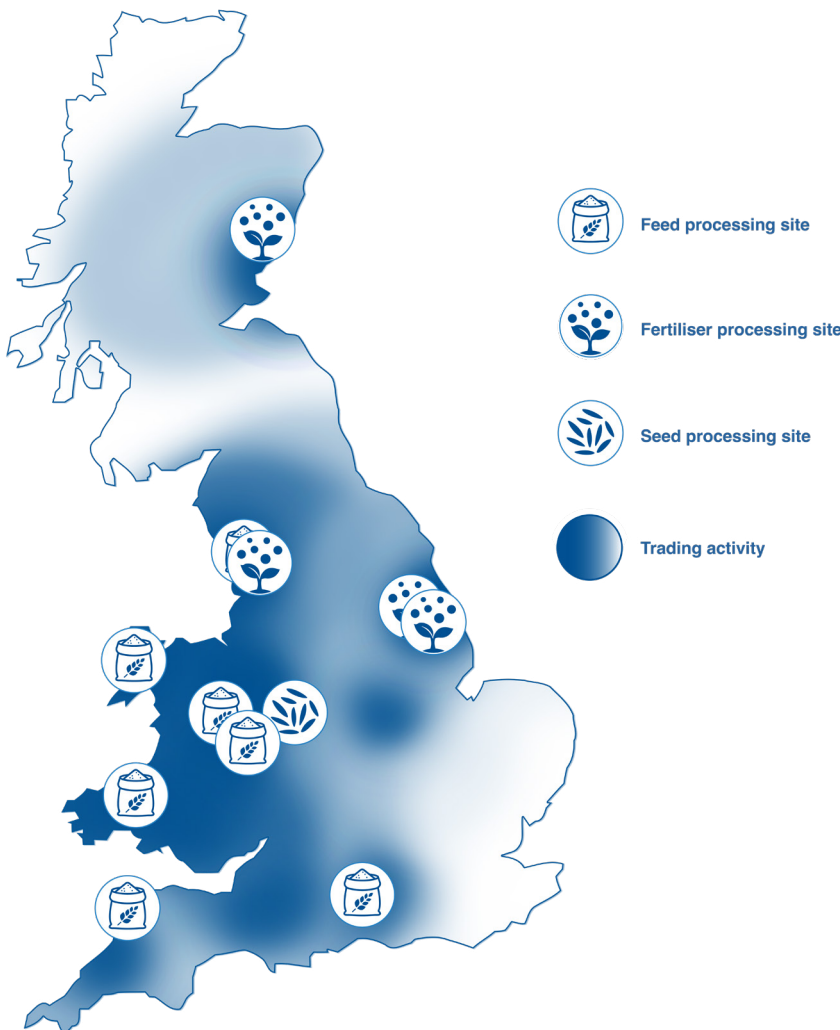 Feed processing site
Fertiliser processing site
Seed processing site
Trading activity